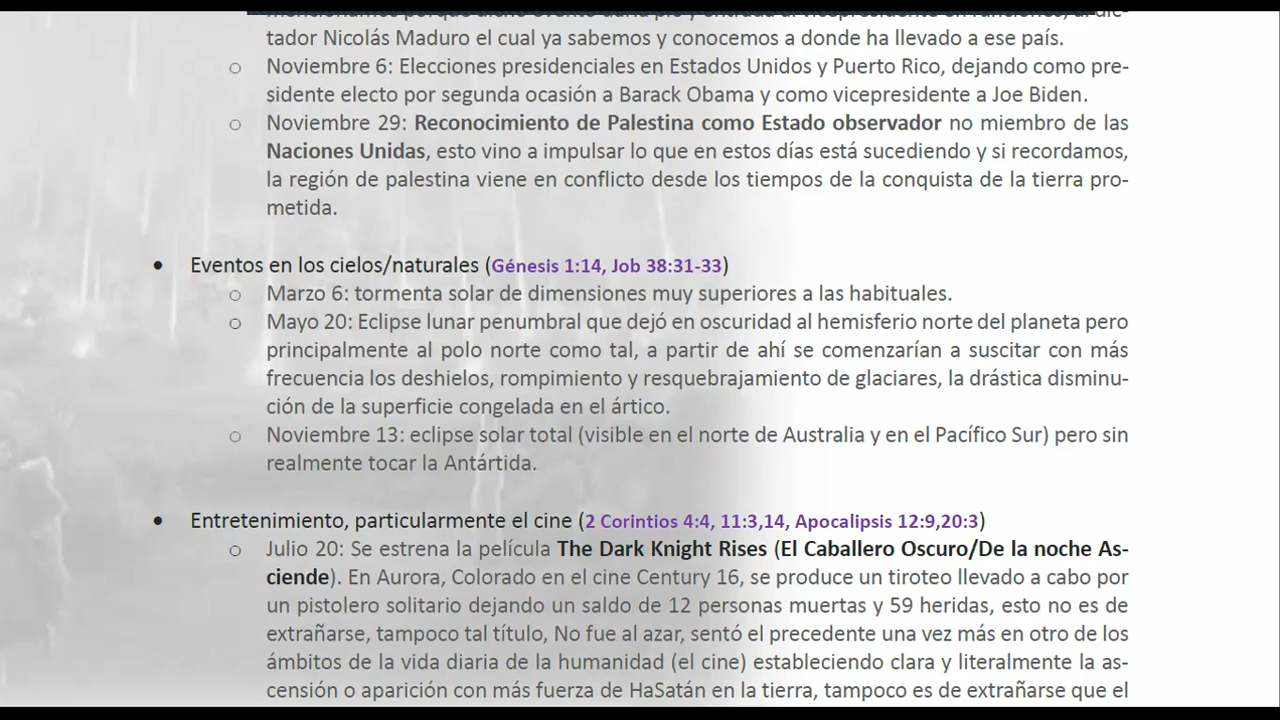 tador Nicolás Maduro el cual ya sabemos y conocemos a donde ha llevado a ese país.
○ Noviembre 6: Elecciones presidenciales en Estados Unidos y Puerto Rico, dejando como pre-
sidente electo por segunda ocasión a Barack Obama y como vicepresidente a Joe Biden.
○ Noviembre 29: Reconocimiento de Palestina como Estado observador no miembro de las
Naciones Unidas, esto vino a impulsar lo que en estos días está sucediendo y si recordamos,
la región de palestina viene en conflicto desde los tiempos de la conquista de la tierra pro-
metida.
• Eventos en los cielos/naturales (Génesis 1:14, Job 38:31-33)
○ Marzo 6: tormenta solar de dimensiones muy superiores a las habituales.
○ Mayo 20: Eclipse lunar penumbral que dejó en oscuridad al hemisferio norte del planeta pero
principalmente al polo norte como tal, a partir de ahí se comenzarían a suscitar con más
frecuencia los deshielos, rompimiento y resquebrajamiento de glaciares, la drástica disminu-
ción de la superficie congelada en el ártico.
○ Noviembre 13: eclipse solar total (visible en el norte de Australia y en el Pacífico Sur) pero sin
realmente tocar la Antártida.
• Entretenimiento, particularmente el cine (2 Corintios 4:4, 11:3,14, Apocalipsis 12:9,20:3)
○ Julio 20: Se estrena la película The Dark Knight Rises (El Caballero Oscuro/De la noche As-
ciende). En Aurora, Colorado en el cine Century 16, se produce un tiroteo llevado a cabo por
un pistolero solitario dejando un saldo de 12 personas muertas y 59 heridas, esto no es de
extrañarse, tampoco tal título, No fue al azar, sentó el precedente una vez más en otro de los
ámbitos de la vida diaria de la humanidad (el cine) estableciendo clara y literalmente la as-
censión o aparición con más fuerza de HaSatán en la tierra, tampoco es de extrañarse que el